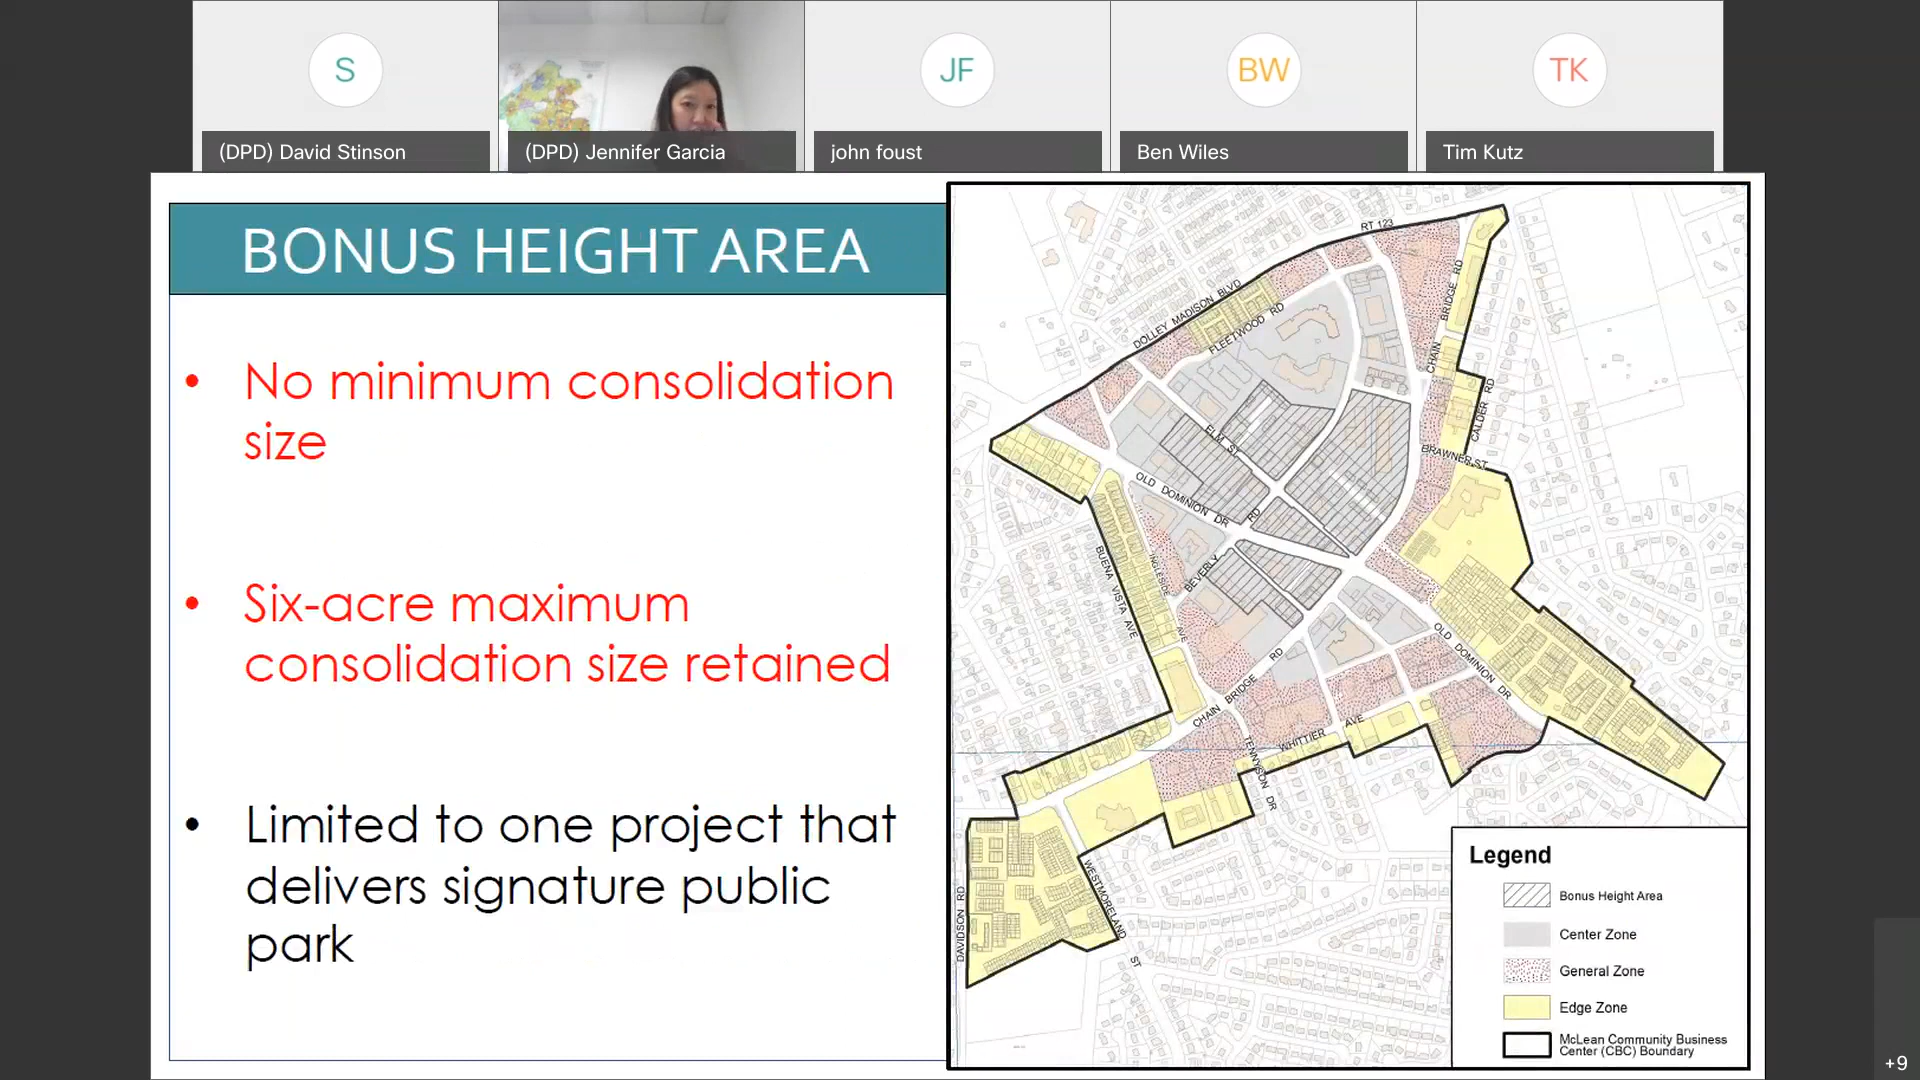 S
JF
BW
TK
(DPD) David Stinson
(DPD) Jennifer Garcia
john foust
Ben Wiles
Tim Kutz
BONUS HEIGHT AREA
• No minimum consolidation
size
• Six-acre maximum
consolidation size retained
• Limited to one project that
delivers signature public
park
RT 123
DOLLEY MADISON BLVD
FLEETWOOD RD
CHAIN BRIDGE RD
CALDER RD
BRAWNER ST
ELM ST
OLD DOMINION DR
BEVERLY RD
INGLESIDE AVE
BUENA VISTA AVE
CHAIN BRIDGE RD
OLD DOMINION DR
WHITTIER AVE
TENNYSON DR
WESTMORELAND ST
DAVIDSON RD
Legend
Bonus Height Area
Center Zone
General Zone
Edge Zone
McLean Community Business
Center (CBC) Boundary
+9